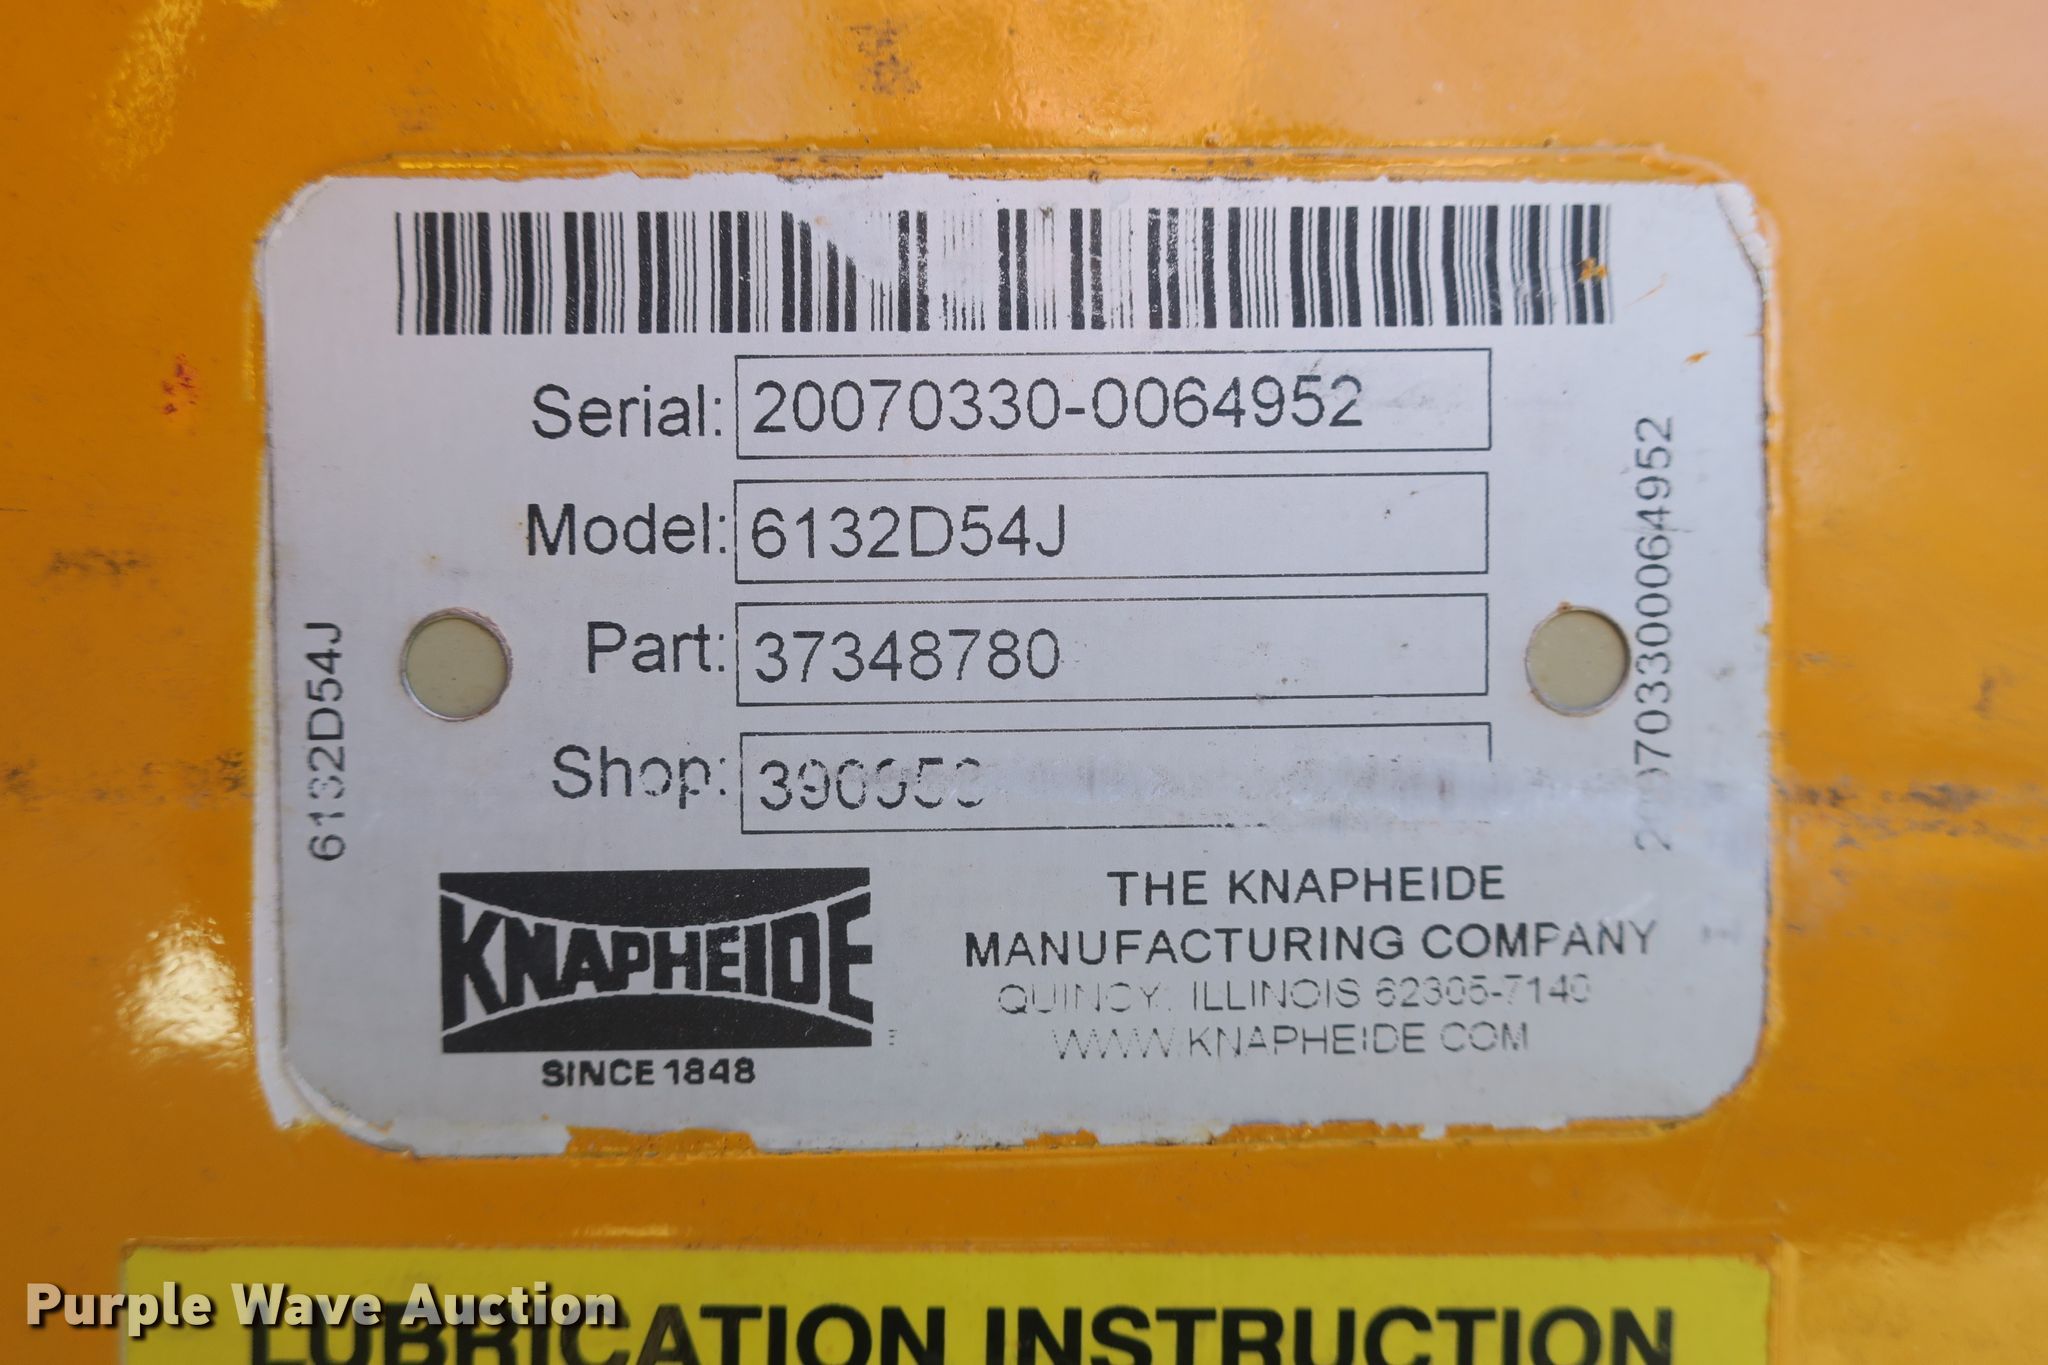 Serial: 20070330-0064952
Model: 6132D54J
Part: 37348780
Shop:
6132D54J
KNAPHEIDE
SINCE 1848
THE KNAPHEIDE
MANUFACTURING COMPANY
QUINCY, ILLINOIS 62305-7140
WWW.KNAPHEIDE.COM
LUBRICATION INSTRUCTION
Purple Wave Auction